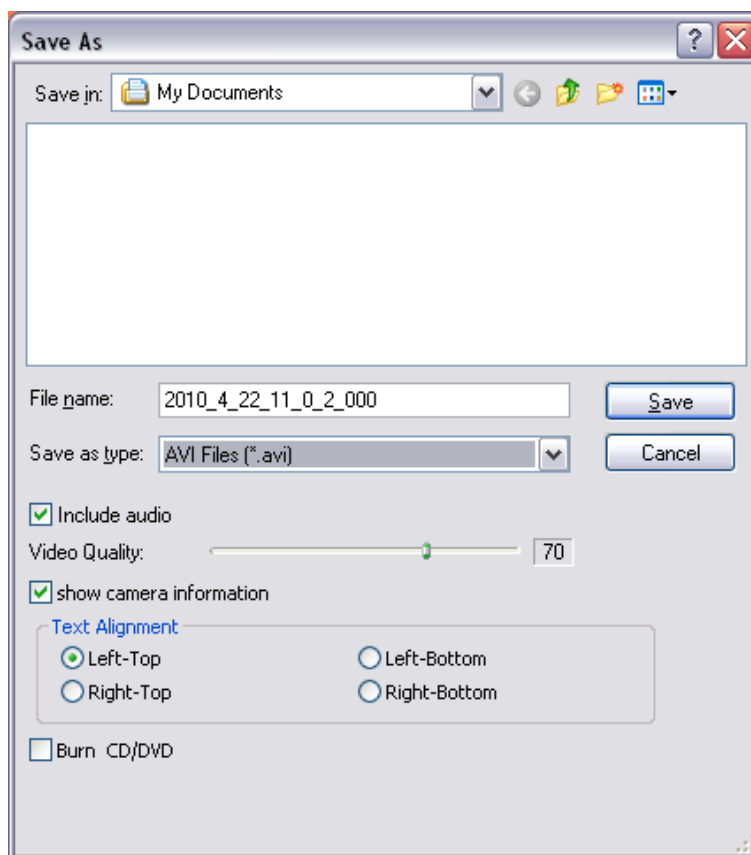 Save As
Save in: My Documents
File name: 2010_4_22_11_0_2_000 Save
Save as type: AVI Files (*.avi) Cancel
Include audio
Video Quality: 70
show camera information
Text Alignment
Left-Top Left-Bottom
Right-Top Right-Bottom
Burn CD/DVD